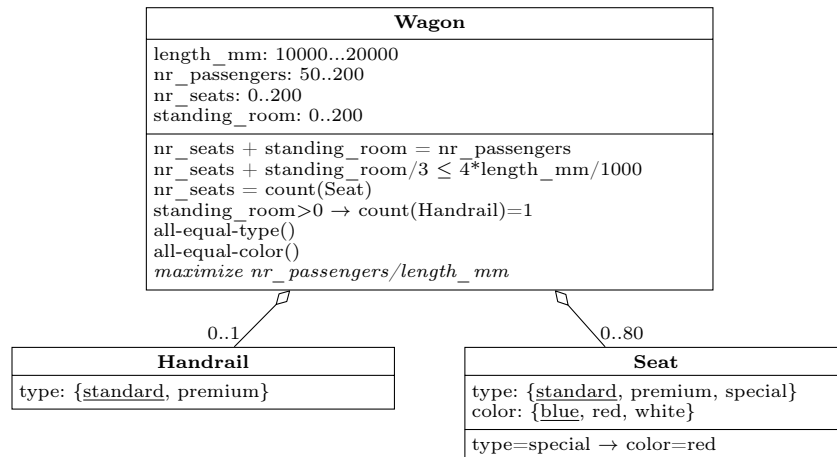 Wagon
length_mm: 10000...20000
nr_passengers: 50..200
nr_seats: 0..200
standing_room: 0..200
nr_seats + standing_room = nr_passengers
nr_seats + standing_room/3 ≤ 4*length_mm/1000
nr_seats = count(Seat)
standing_room>0 → count(Handrail)=1
all-equal-type()
all-equal-color()
maximize nr_passengers/length_mm
0..1
0..80
Handrail
type: {standard, premium}
Seat
type: {standard, premium, special}
color: {blue, red, white}
type=special → color=red